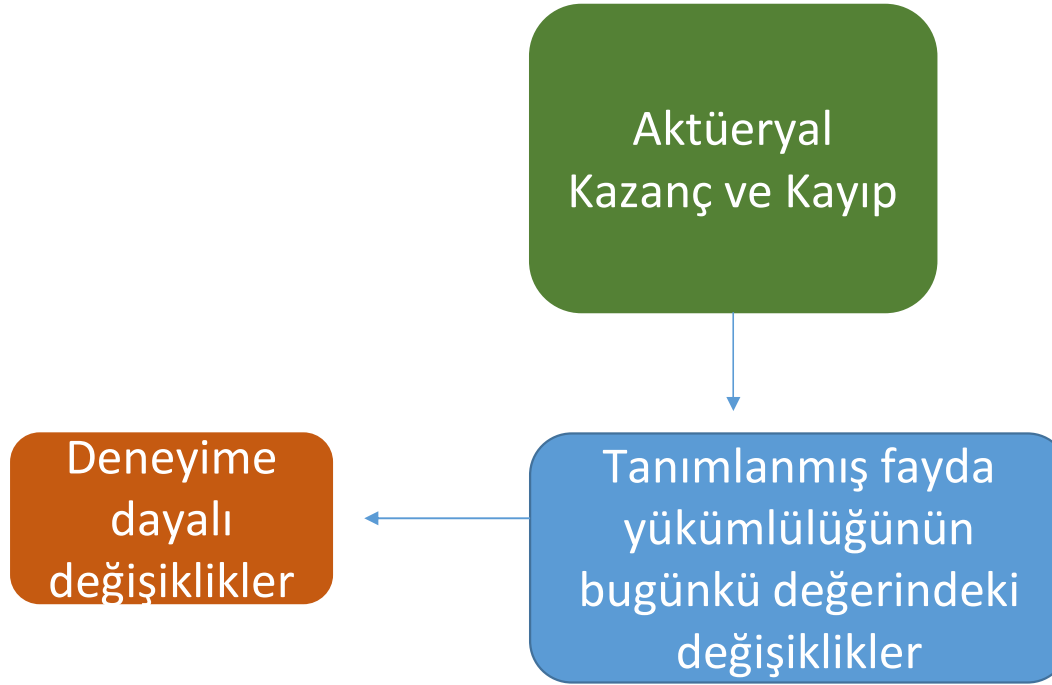 Aktüeryal
Kazanç ve Kayıp
Deneyime
dayalı
değişiklikler
Tanımlanmış fayda
yükümlülüğünün
bugünkü değerindeki
değişiklikler